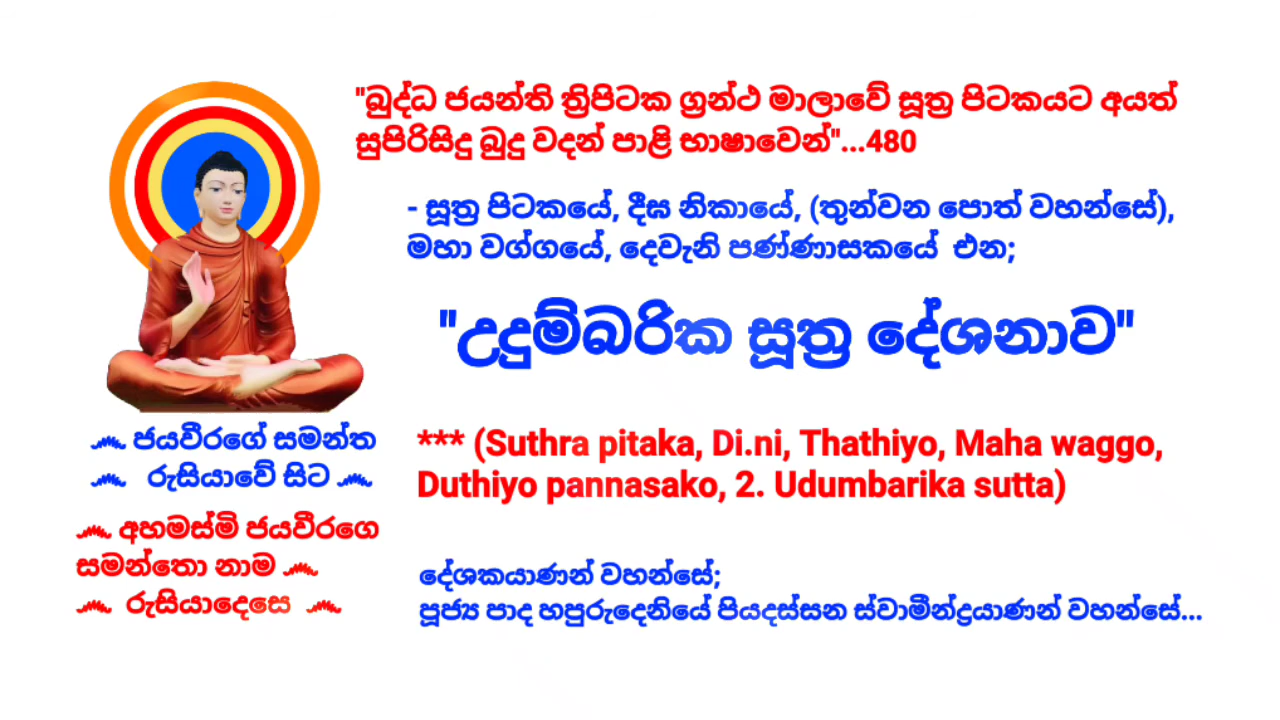 "බුද්ධ ජයන්ති ත්‍රිපිටක ග්‍රන්ථ මාලාවේ සූත්‍ර පිටකයට අයත්
සුපිරිසිදු බුදු වදන් පාළි භාෂාවෙන්"...480
- සූත්‍ර පිටකයේ, දීඝ නිකායේ, (තුන්වන පොත් වහන්සේ),
මහා වග්ගයේ, දෙවැනි පණ්ණාසකයේ එන;
"උදුම්බරික සූත්‍ර දේශනාව"
෴ ජයවීරගේ සමන්ත
෴ රුසියාවේ සිට ෴
෴ අහමස්මි ජයවීරගෙ
සමන්තො නාම ෴
෴ රුසියාදෙසෙ ෴
*** (Suthra pitaka, Di.ni, Thathiyo, Maha waggo,
Duthiyo pannasako, 2. Udumbarika sutta)
දේශකයාණන් වහන්සේ;
පූජ්‍ය පාද හපුරුදෙනියේ පියදස්සන ස්වාමීන්ද්‍රයාණන් වහන්සේ...